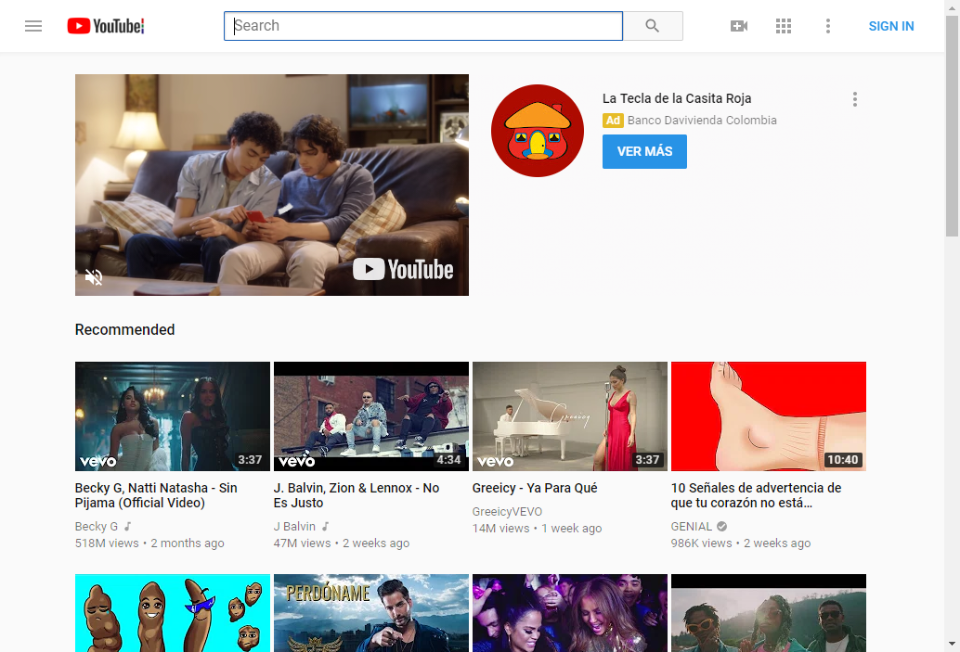 YouTube
Search
SIGN IN
YouTube
La Tecla de la Casita Roja
Ad Banco Davivienda Colombia
VER MÁS
Recommended
vevo 3:37
vevo 4:34
vevo 3:37
10:40
Becky G, Natti Natasha - Sin
Pijama (Official Video)
Becky G
518M views • 2 months ago
J. Balvin, Zion & Lennox - No
Es Justo
J Balvin
47M views • 2 weeks ago
Greeicy - Ya Para Qué
GreeicyVEVO
14M views • 1 week ago
10 Señales de advertencia de
que tu corazón no está…
GENIAL
986K views • 2 weeks ago
PERDÓNAME